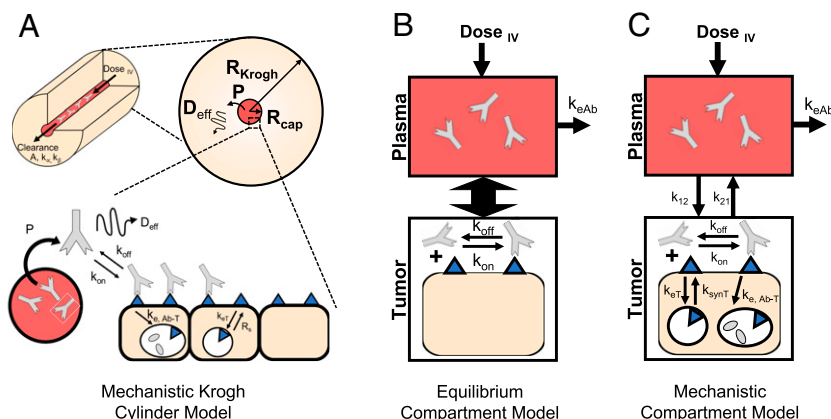 A
Dose IV
Clearance
A, kα, kβ
RKrogh
P
Deff
Rcap
P
Deff
koff
kon
ke, Ab-T
keT
Rs
Mechanistic Krogh
Cylinder Model
B
Dose IV
Plasma
keAb
Tumor
koff
+
kon
Equilibrium
Compartment Model
C
Dose IV
Plasma
keAb
k12
k21
Tumor
koff
+
kon
keT
ksynT
ke, Ab-T
Mechanistic
Compartment Model